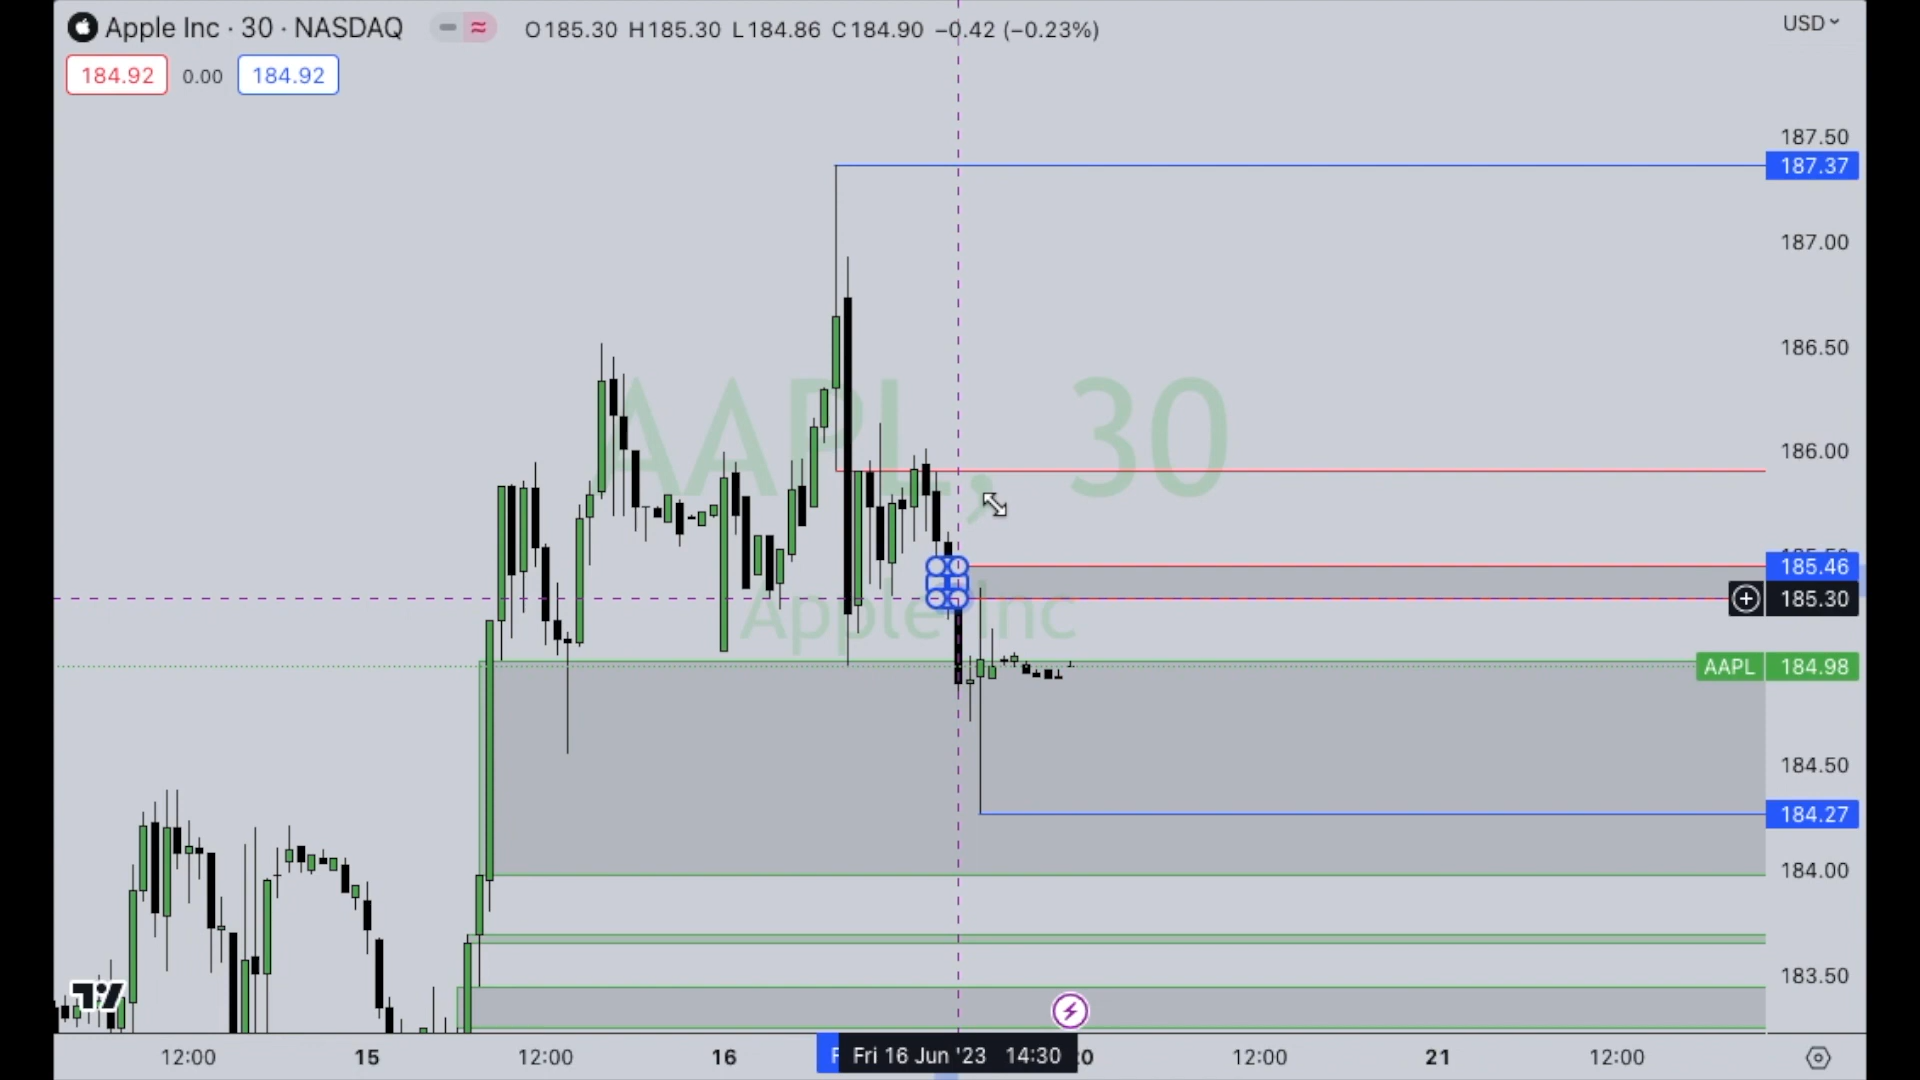 Apple Inc · 30 · NASDAQ
O185.30 H185.30 L184.86 C184.90 −0.42 (−0.23%)
USD
184.92 0.00 184.92
187.50
187.37
187.00
186.50
AAPL, 30
186.00
185.46
Apple Inc
185.30
AAPL 184.98
184.50
184.27
184.00
183.50
12:00 15 12:00 16 Fri 16 Jun '23 14:30 12:00 21 12:00